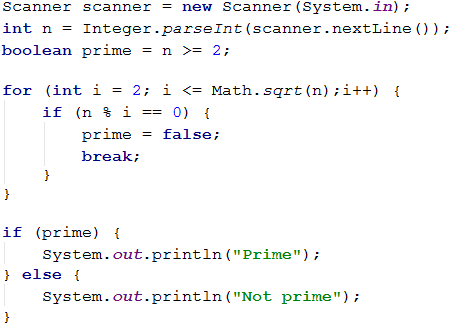 Scanner scanner = new Scanner(System.in);
int n = Integer.parseInt(scanner.nextLine());
boolean prime = n >= 2;

for (int i = 2; i <= Math.sqrt(n);i++) {
    if (n % i == 0) {
        prime = false;
        break;
    }
}

if (prime) {
    System.out.println("Prime");
} else {
    System.out.println("Not prime");
}